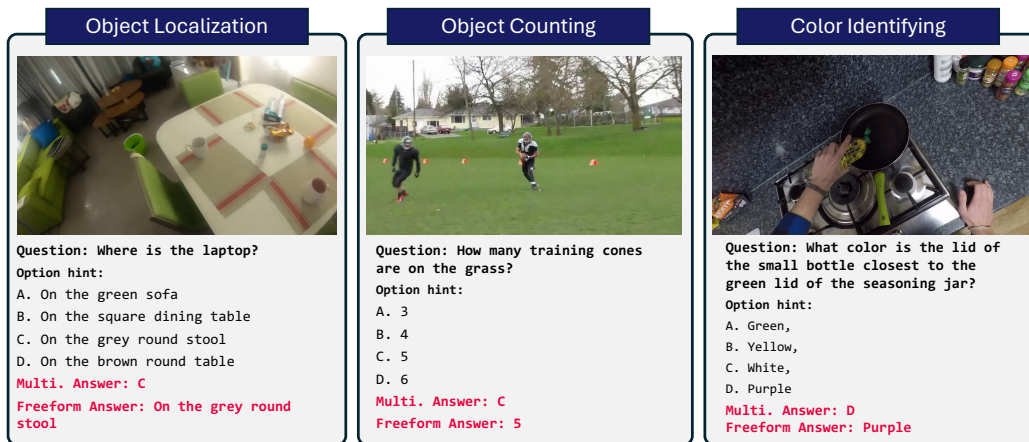 Object Localization
Question: Where is the laptop?
Option hint:
A. On the green sofa
B. On the square dining table
C. On the grey round stool
D. On the brown round table
Multi. Answer: C
Freeform Answer: On the grey round
stool
Object Counting
Question: How many training cones
are on the grass?
Option hint:
A. 3
B. 4
C. 5
D. 6
Multi. Answer: C
Freeform Answer: 5
Color Identifying
Question: What color is the lid of
the small bottle closest to the
green lid of the seasoning jar?
Option hint:
A. Green,
B. Yellow,
C. White,
D. Purple
Multi. Answer: D
Freeform Answer: Purple